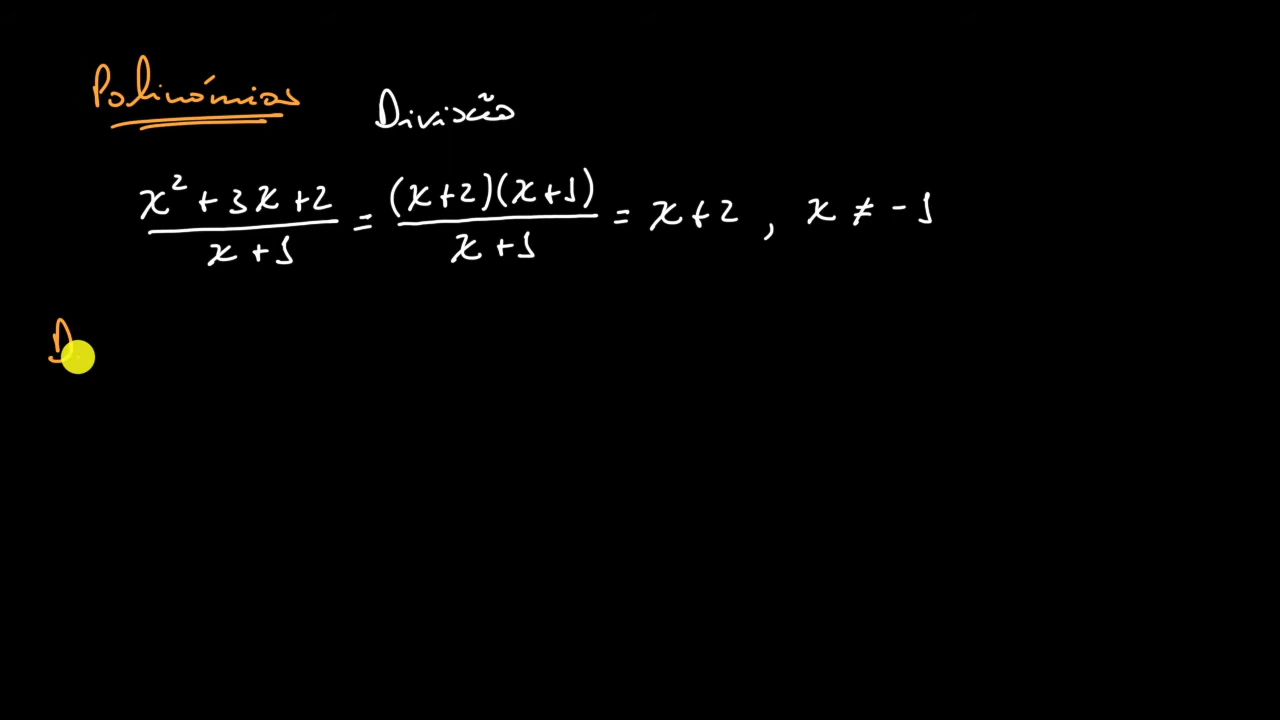 Polinómios Divisão
x² + 3x + 2 / x + 1 = (x+2)(x+1) / x + 1 = x + 2 , x ≠ -1
D